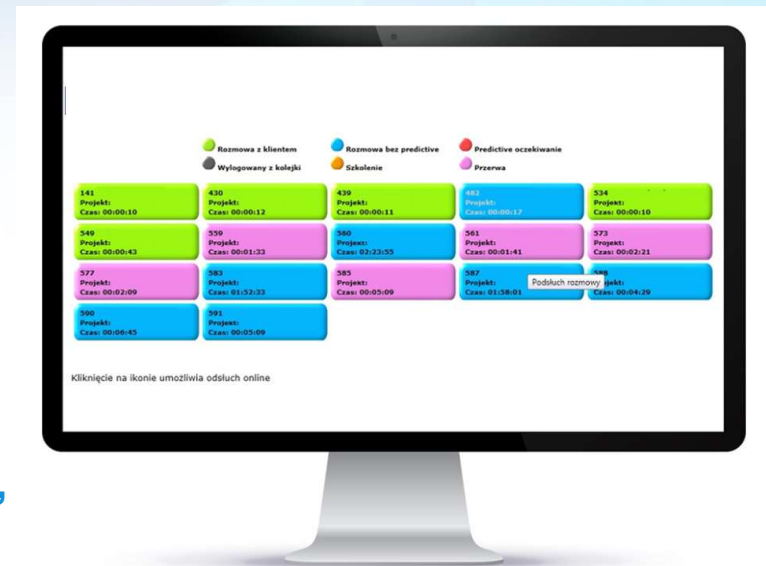 Rozmowa z klientem
Rozmowa bez predictive
Predictive oczekiwanie
Wylogowany z kolejki
Szkolenie
Przerwa
141
Projekt:
Czas: 00:00:10
430
Projekt:
Czas: 00:00:12
439
Projekt:
Czas: 00:00:11
482
Projekt:
Czas: 00:00:17
534
Projekt:
Czas: 00:00:10
549
Projekt:
Czas: 00:00:43
559
Projekt:
Czas: 00:01:33
560
Projekt:
Czas: 02:23:55
561
Projekt:
Czas: 00:01:41
573
Projekt:
Czas: 00:02:21
577
Projekt:
Czas: 00:02:09
583
Projekt:
Czas: 01:52:33
585
Projekt:
Czas: 00:05:09
587
Projekt:
Czas: 01:58:01
Podsłuch rozmowy
588
Czas: 00:04:29
590
Projekt:
Czas: 00:06:45
591
Projekt:
Czas: 00:05:09
Kliknięcie na ikonie umożliwia odsłuch online